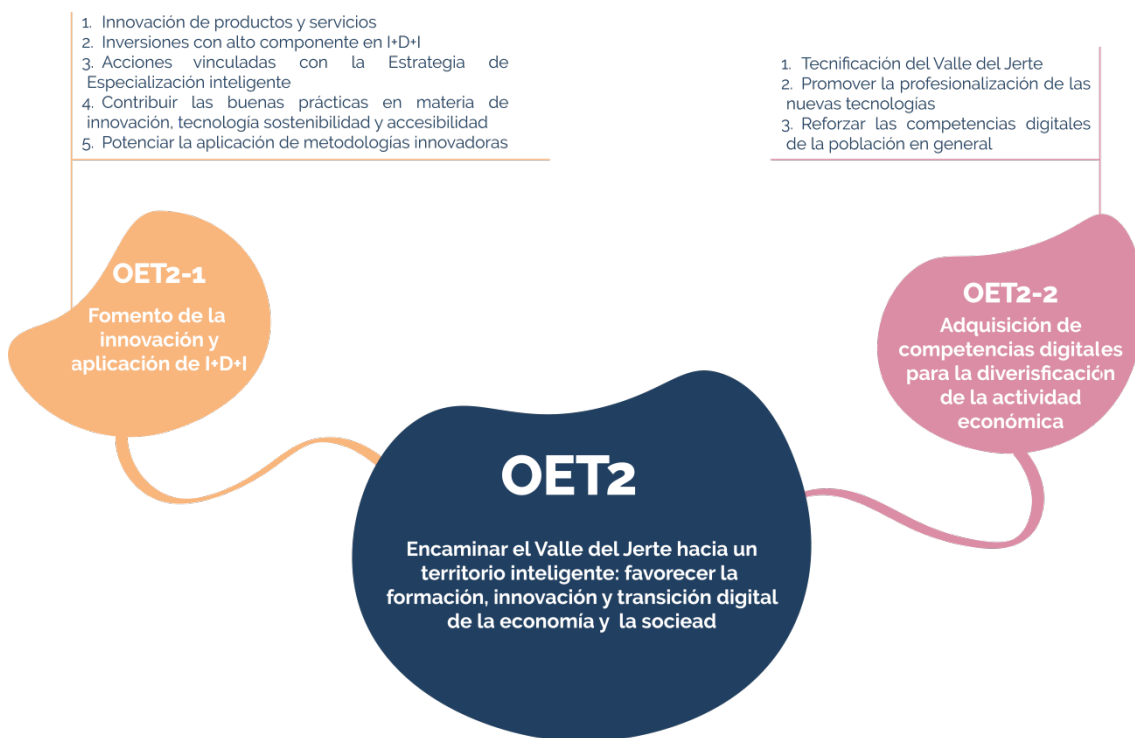 1. Innovación de productos y servicios
2. Inversiones con alto componente en I+D+I
3. Acciones vinculadas con la Estrategia de
Especialización inteligente
4. Contribuir las buenas prácticas en materia de
innovación, tecnología sostenibilidad y accesibilidad
5. Potenciar la aplicación de metodologías innovadoras
1. Tecnificación del Valle del Jerte
2. Promover la profesionalización de las
nuevas tecnologías
3. Reforzar las competencias digitales
de la población en general
OET2-1
Fomento de la
innovación y
aplicación de I+D+I
OET2-2
Adquisición de
competencias digitales
para la diverisficación
de la actividad
económica
OET2
Encaminar el Valle del Jerte hacia un
territorio inteligente: favorecer la
formación, innovación y transición digital
de la economía y la sociead